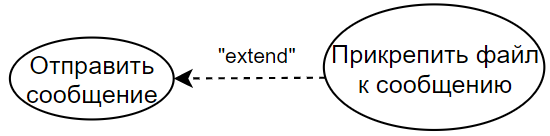 Отправить
сообщение
"extend"
Прикрепить файл
к сообщению